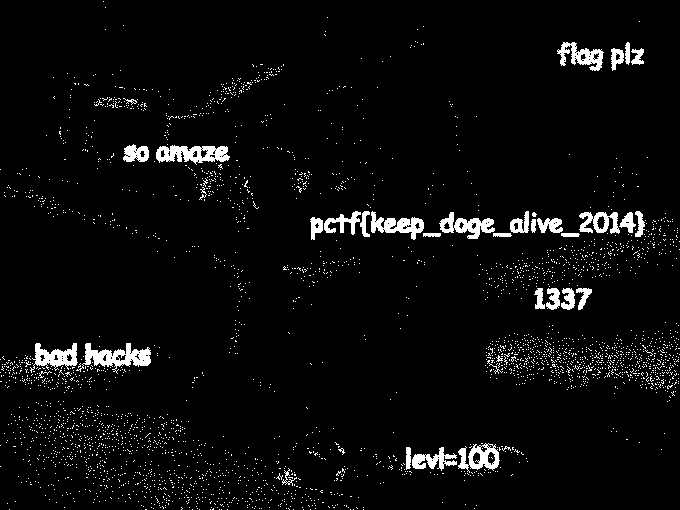 flag plz
so amaze
pctf{keep_doge_alive_2014}
1337
bad hacks
levl=100